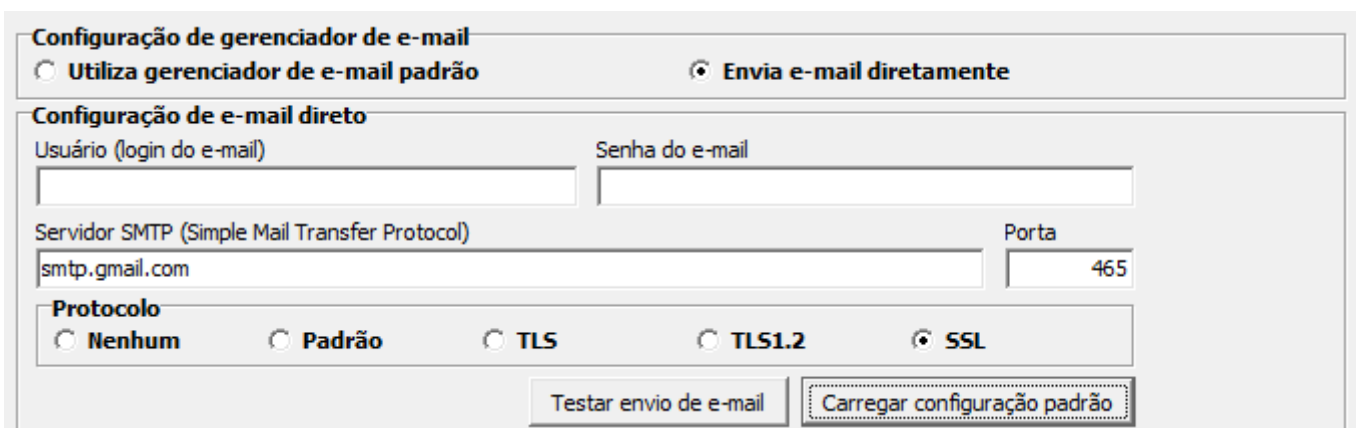 Configuração de gerenciador de e-mail
Utiliza gerenciador de e-mail padrão Envia e-mail diretamente
Configuração de e-mail direto
Usuário (login do e-mail) Senha do e-mail
Servidor SMTP (Simple Mail Transfer Protocol) Porta
smtp.gmail.com 465
Protocolo
Nenhum Padrão TLS TLS1.2 SSL
Testar envio de e-mail Carregar configuração padrão